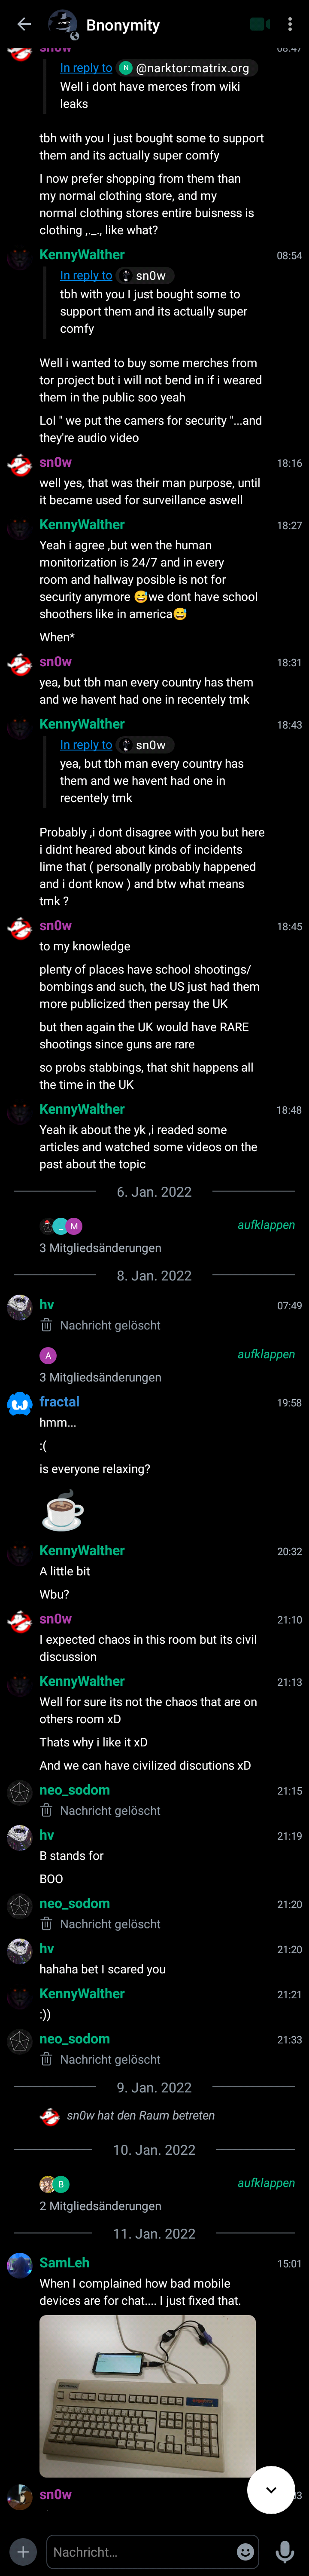 Bnonymity
sn0w 08:47
In reply to N @narktor:matrix.org
Well i dont have merces from wiki
leaks
tbh with you I just bought some to support
them and its actually super comfy
I now prefer shopping from them than
my normal clothing store, and my
normal clothing stores entire buisness is
clothing ,._., like what?
KennyWalther 08:54
In reply to sn0w
tbh with you I just bought some to
support them and its actually super
comfy
Well i wanted to buy some merches from
tor project but i will not bend in if i weared
them in the public soo yeah
Lol " we put the camers for security "...and
they're audio video
sn0w 18:16
well yes, that was their man purpose, until
it became used for surveillance aswell
KennyWalther 18:27
Yeah i agree ,but wen the human
monitorization is 24/7 and in every
room and hallway posible is not for
security anymore 😅we dont have school
shoothers like in america😅
When*
sn0w 18:31
yea, but tbh man every country has them
and we havent had one in recentely tmk
KennyWalther 18:43
In reply to sn0w
yea, but tbh man every country has
them and we havent had one in
recentely tmk
Probably ,i dont disagree with you but here
i didnt heared about kinds of incidents
lime that ( personally probably happened
and i dont know ) and btw what means
tmk ?
sn0w 18:45
to my knowledge
plenty of places have school shootings/
bombings and such, the US just had them
more publicized then persay the UK
but then again the UK would have RARE
shootings since guns are rare
so probs stabbings, that shit happens all
the time in the UK
KennyWalther 18:48
Yeah ik about the yk ,i readed some
articles and watched some videos on the
past about the topic
6. Jan. 2022
M aufklappen
3 Mitgliedsänderungen
8. Jan. 2022
hv 07:49
Nachricht gelöscht
A aufklappen
3 Mitgliedsänderungen
fractal 19:58
hmm...
:(
is everyone relaxing?
KennyWalther 20:32
A little bit
Wbu?
sn0w 21:10
I expected chaos in this room but its civil
discussion
KennyWalther 21:13
Well for sure its not the chaos that are on
others room xD
Thats why i like it xD
And we can have civilized discutions xD
neo_sodom 21:15
Nachricht gelöscht
hv 21:19
B stands for
BOO
neo_sodom 21:20
Nachricht gelöscht
hv 21:20
hahaha bet I scared you
KennyWalther 21:21
:))
neo_sodom 21:33
Nachricht gelöscht
9. Jan. 2022
sn0w hat den Raum betreten
10. Jan. 2022
B aufklappen
2 Mitgliedsänderungen
11. Jan. 2022
SamLeh 15:01
When I complained how bad mobile
devices are for chat.... I just fixed that.
sn0w
Nachricht...